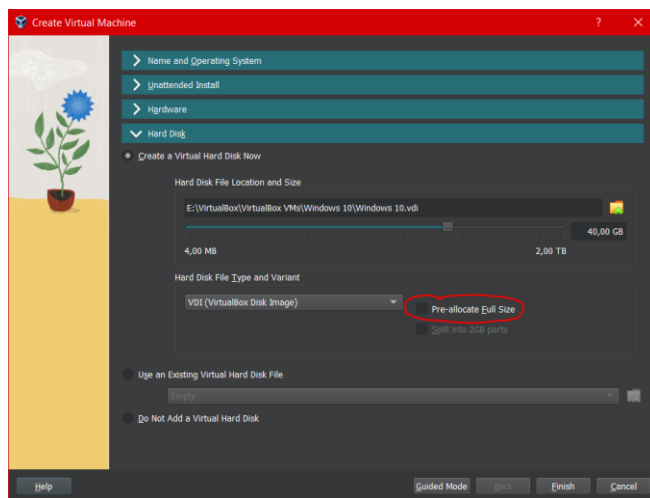 Create Virtual Machine
?
Name and Operating System
Unattended Install
Hardware
Hard Disk
Create a Virtual Hard Disk Now
Hard Disk File Location and Size
E:\VirtualBox\VirtualBox VMs\Windows 10\Windows 10.vdi
40,00 GB
4,00 MB
2,00 TB
Hard Disk File Type and Variant
VDI (VirtualBox Disk Image)
Pre-allocate Full Size
Split into 2GB parts
Use an Existing Virtual Hard Disk File
Empty
Do Not Add a Virtual Hard Disk
Help
Guided Mode
Back
Finish
Cancel